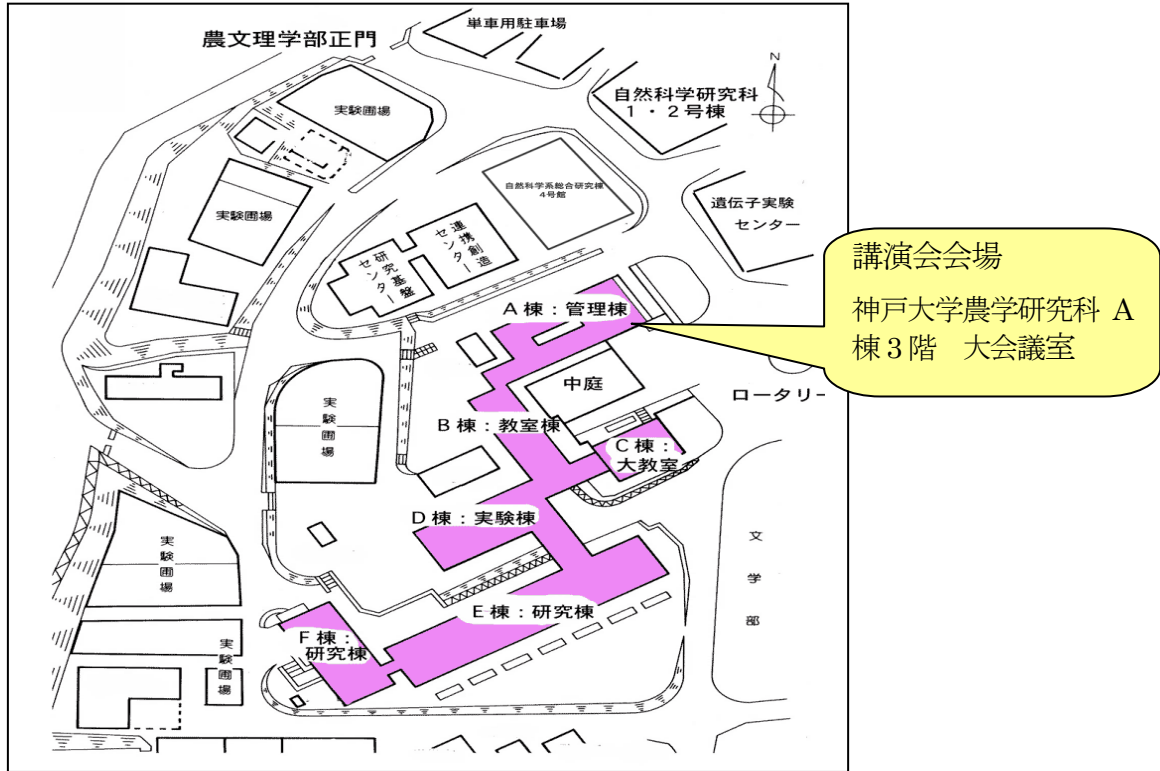 単車用駐車場
農文理学部正門
N
自然科学研究科
1・2号棟
実験圃場
自然科学系総合研究棟
4号館
遺伝子実験
センター
実験圃場
連携創造
センター
研究基盤
センター
講演会会場
神戸大学農学研究科 A
棟3階 大会議室
A棟:管理棟
中庭
ロータリー
実験圃場
B棟:教室棟
C棟:
大教室
D棟:実験棟
文学部
実験圃場
E棟:研究棟
F棟:
研究棟
実験圃場